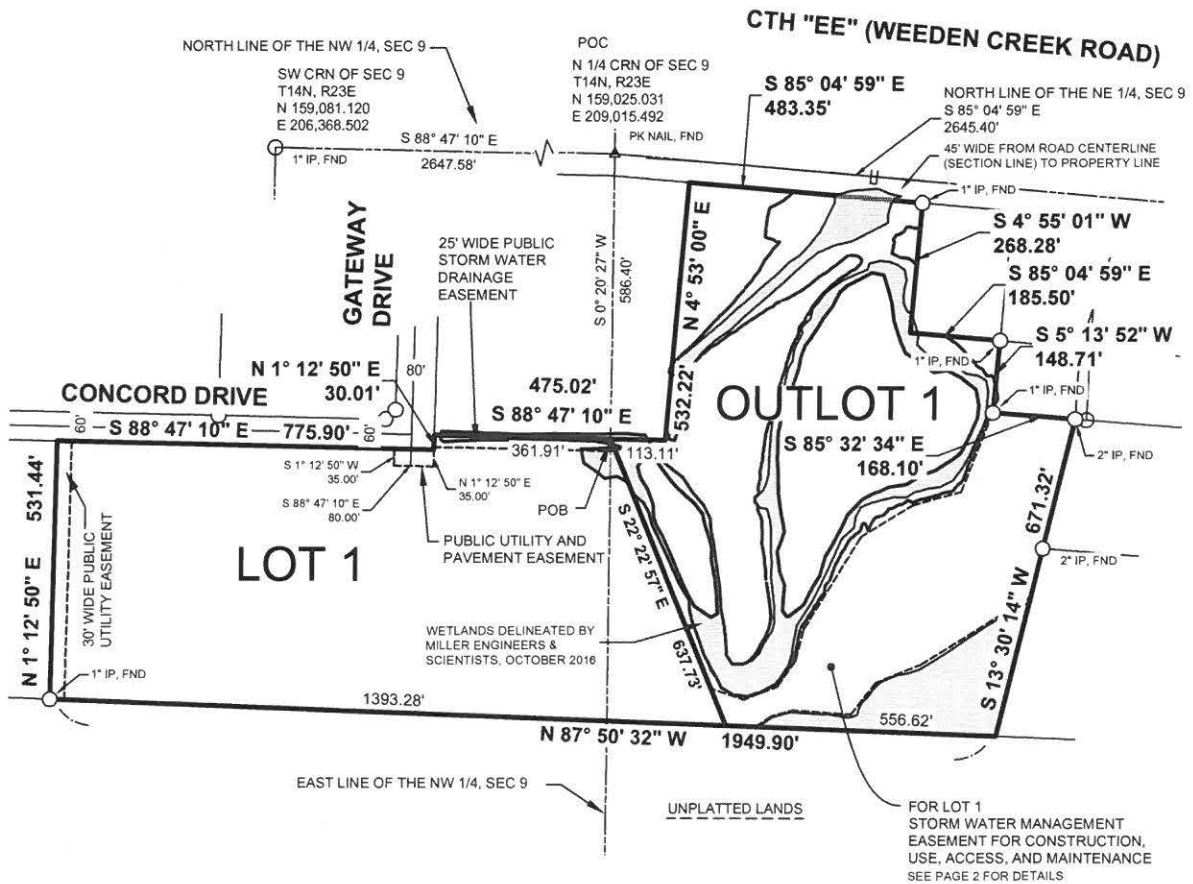 CTH "EE" (WEEDEN CREEK ROAD)
NORTH LINE OF THE NW 1/4, SEC 9
SW CRN OF SEC 9
T14N, R23E
N 159,081.120
E 206,368.502
POC
N 1/4 CRN OF SEC 9
T14N, R23E
N 159,025.031
E 209,015.492
S 85° 04' 59" E
483.35'
NORTH LINE OF THE NE 1/4, SEC 9
S 85° 04' 59" E
2645.40'
45' WIDE FROM ROAD CENTERLINE
(SECTION LINE) TO PROPERTY LINE
1" IP, FND
S 88° 47' 10" E
2647.58'
PK NAIL, FND
1" IP, FND
S 4° 55' 01" W
268.28'
S 85° 04' 59" E
185.50'
S 5° 13' 52" W
148.71'
1" IP, FND
1" IP, FND
GATEWAY
DRIVE
25' WIDE PUBLIC
STORM WATER
DRAINAGE
EASEMENT
S 0° 20' 27" W
586.40'
N 4° 53' 00" E
532.22'
N 1° 12' 50" E
30.01'
80'
475.02'
S 88° 47' 10" E
OUTLOT 1
CONCORD DRIVE
60'
S 88° 47' 10" E
775.90'
60'
361.91'
113.11'
S 85° 32' 34" E
168.10'
2" IP, FND
S 1° 12' 50" W
35.00'
N 1° 12' 50" E
35.00'
S 88° 47' 10" E
80.00'
POB
PUBLIC UTILITY AND
PAVEMENT EASEMENT
N 1° 12' 50" E
531.44'
30' WIDE PUBLIC
UTILITY EASEMENT
LOT 1
S 22° 22' 57" E
637.73'
671.32'
S 13° 30' 14" W
2" IP, FND
WETLANDS DELINEATED BY
MILLER ENGINEERS &
SCIENTISTS, OCTOBER 2016
1" IP, FND
1393.28'
556.62'
N 87° 50' 32" W
1949.90'
EAST LINE OF THE NW 1/4, SEC 9
UNPLATTED LANDS
FOR LOT 1
STORM WATER MANAGEMENT
EASEMENT FOR CONSTRUCTION,
USE, ACCESS, AND MAINTENANCE
SEE PAGE 2 FOR DETAILS